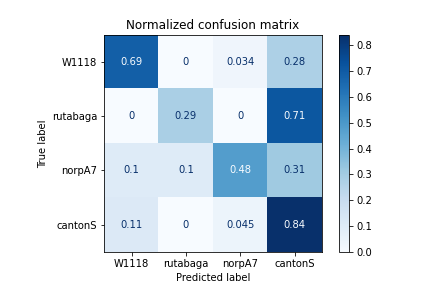 Normalized confusion matrix
W1118 0.69 0 0.034 0.28
rutabaga 0 0.29 0 0.71
norpA7 0.1 0.1 0.48 0.31
cantonS 0.11 0 0.045 0.84
W1118 rutabaga norpA7 cantonS
Predicted label
True label
0.8
0.7
0.6
0.5
0.4
0.3
0.2
0.1
0.0